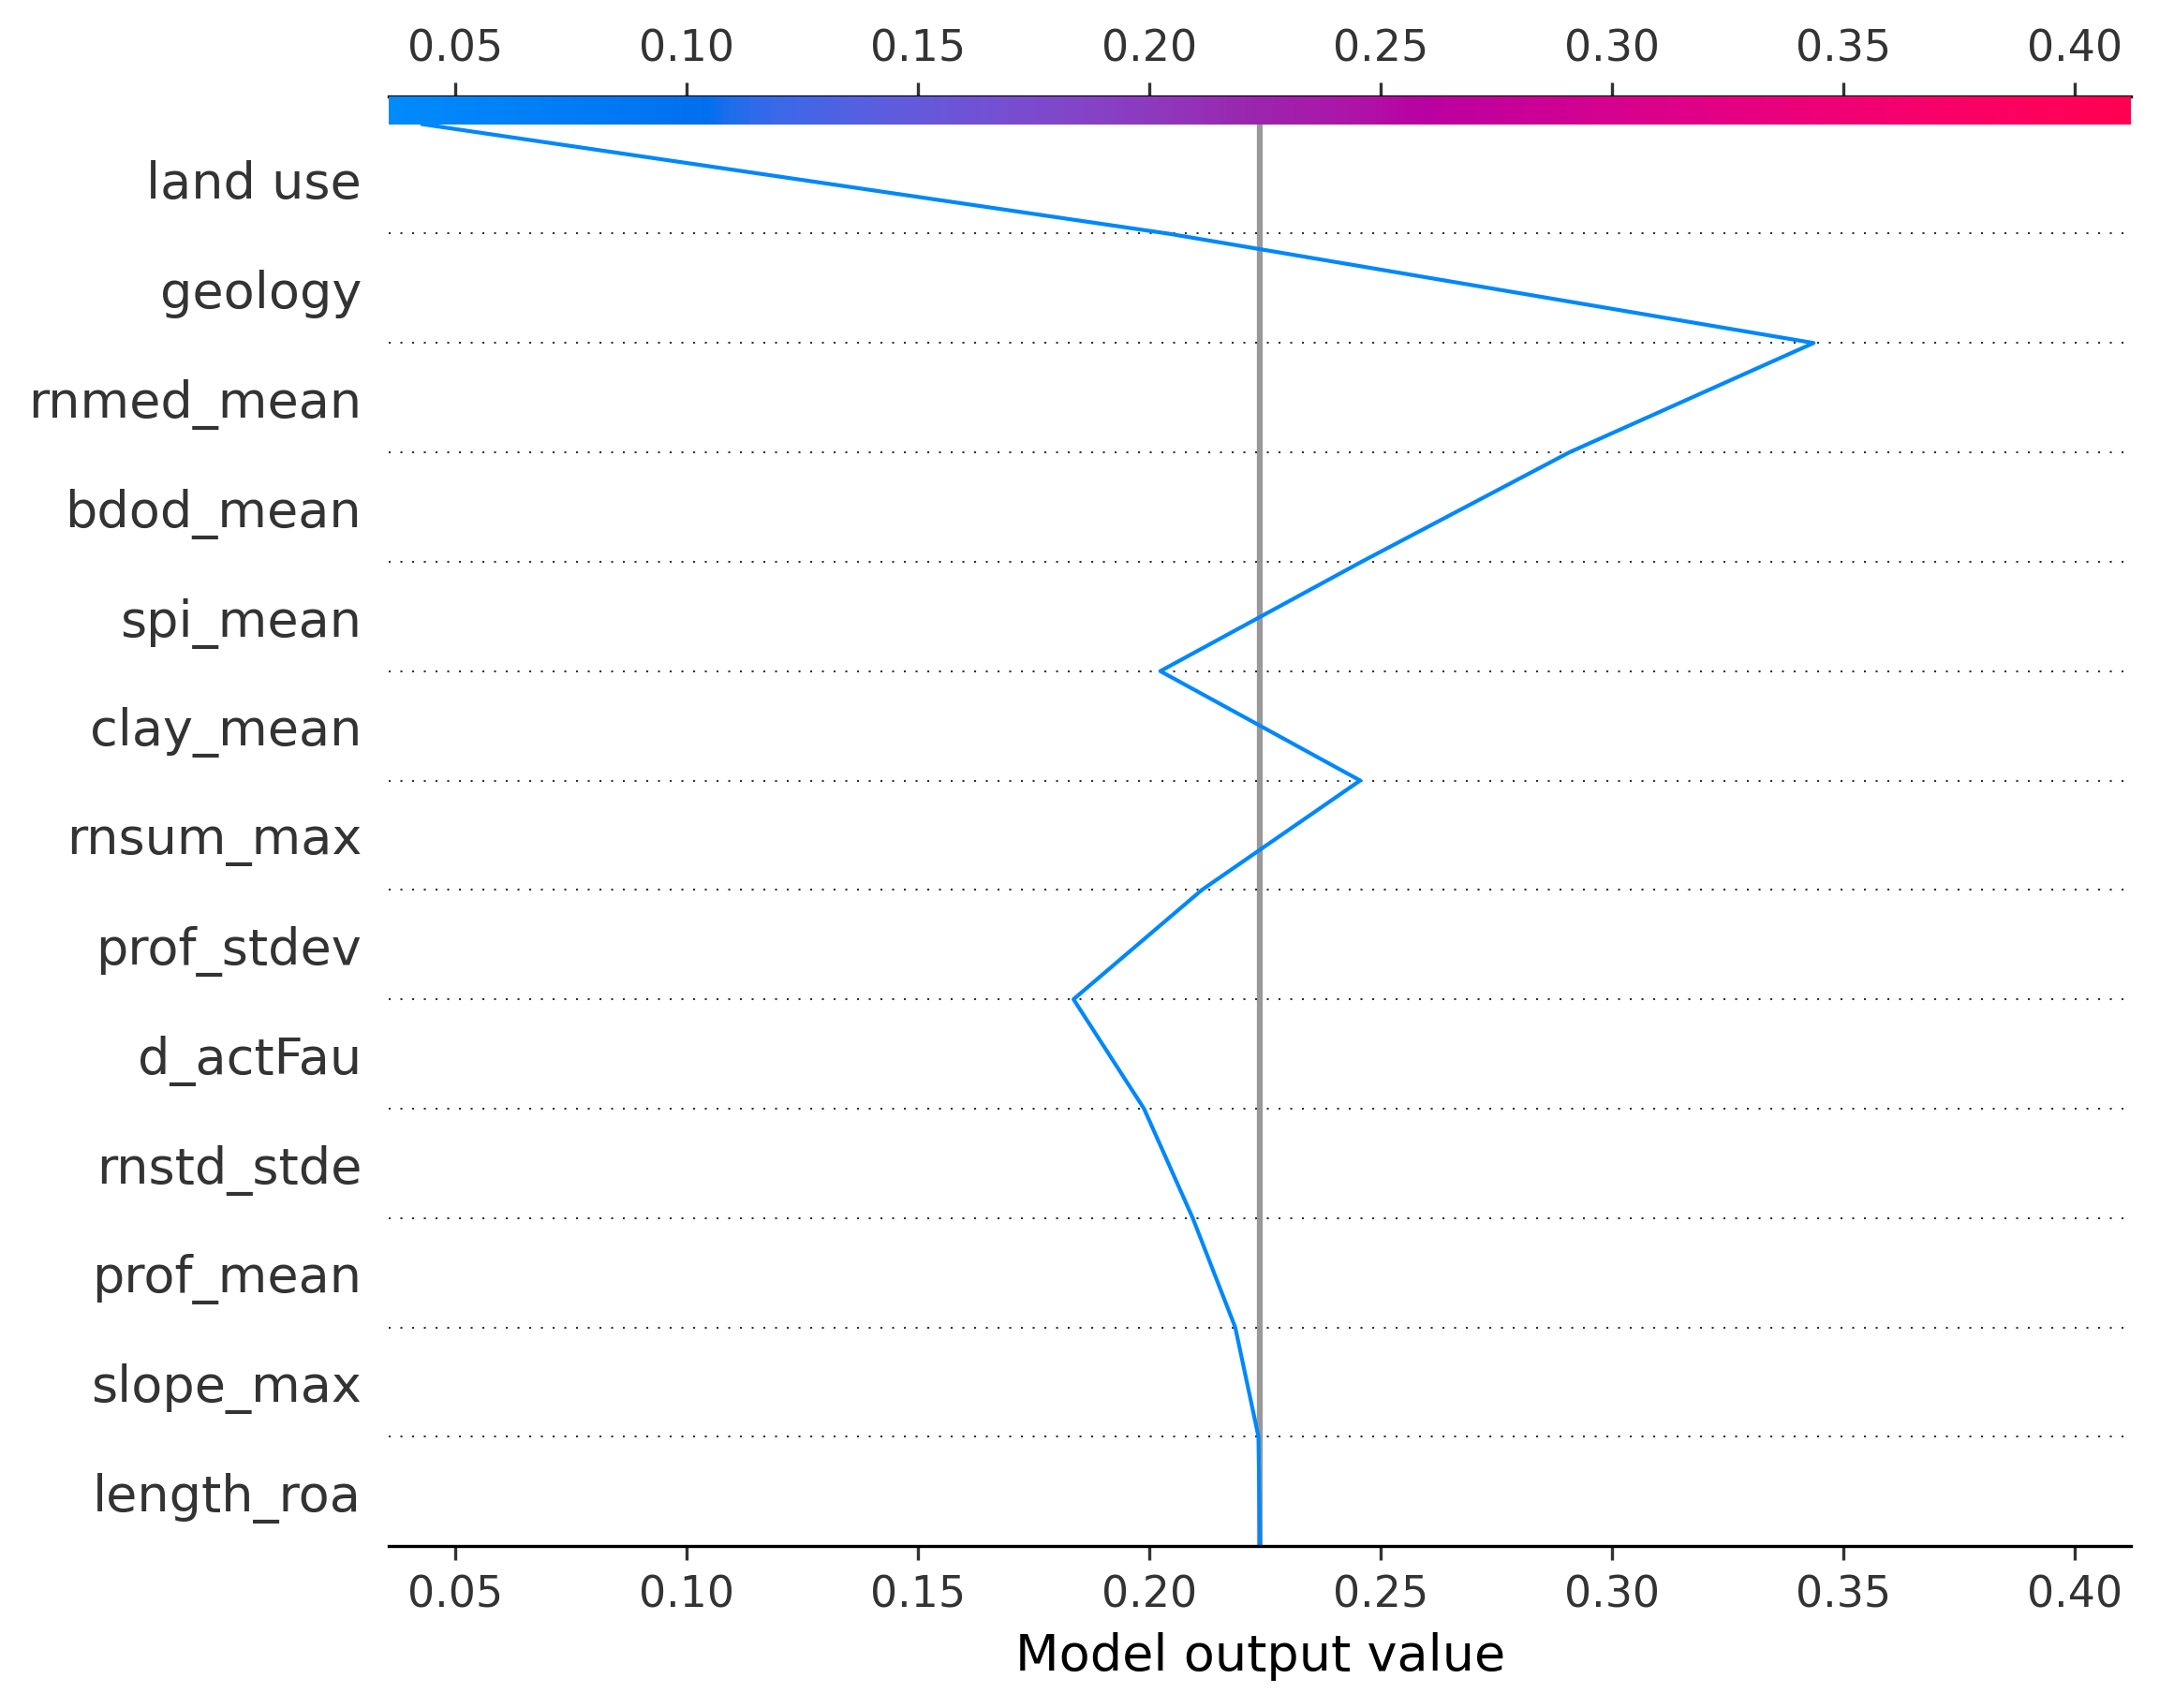 0.05 0.10 0.15 0.20 0.25 0.30 0.35 0.40
land use
geology
rnmed_mean
bdod_mean
spi_mean
clay_mean
rnsum_max
prof_stdev
d_actFau
rnstd_stde
prof_mean
slope_max
length_roa
0.05 0.10 0.15 0.20 0.25 0.30 0.35 0.40
Model output value